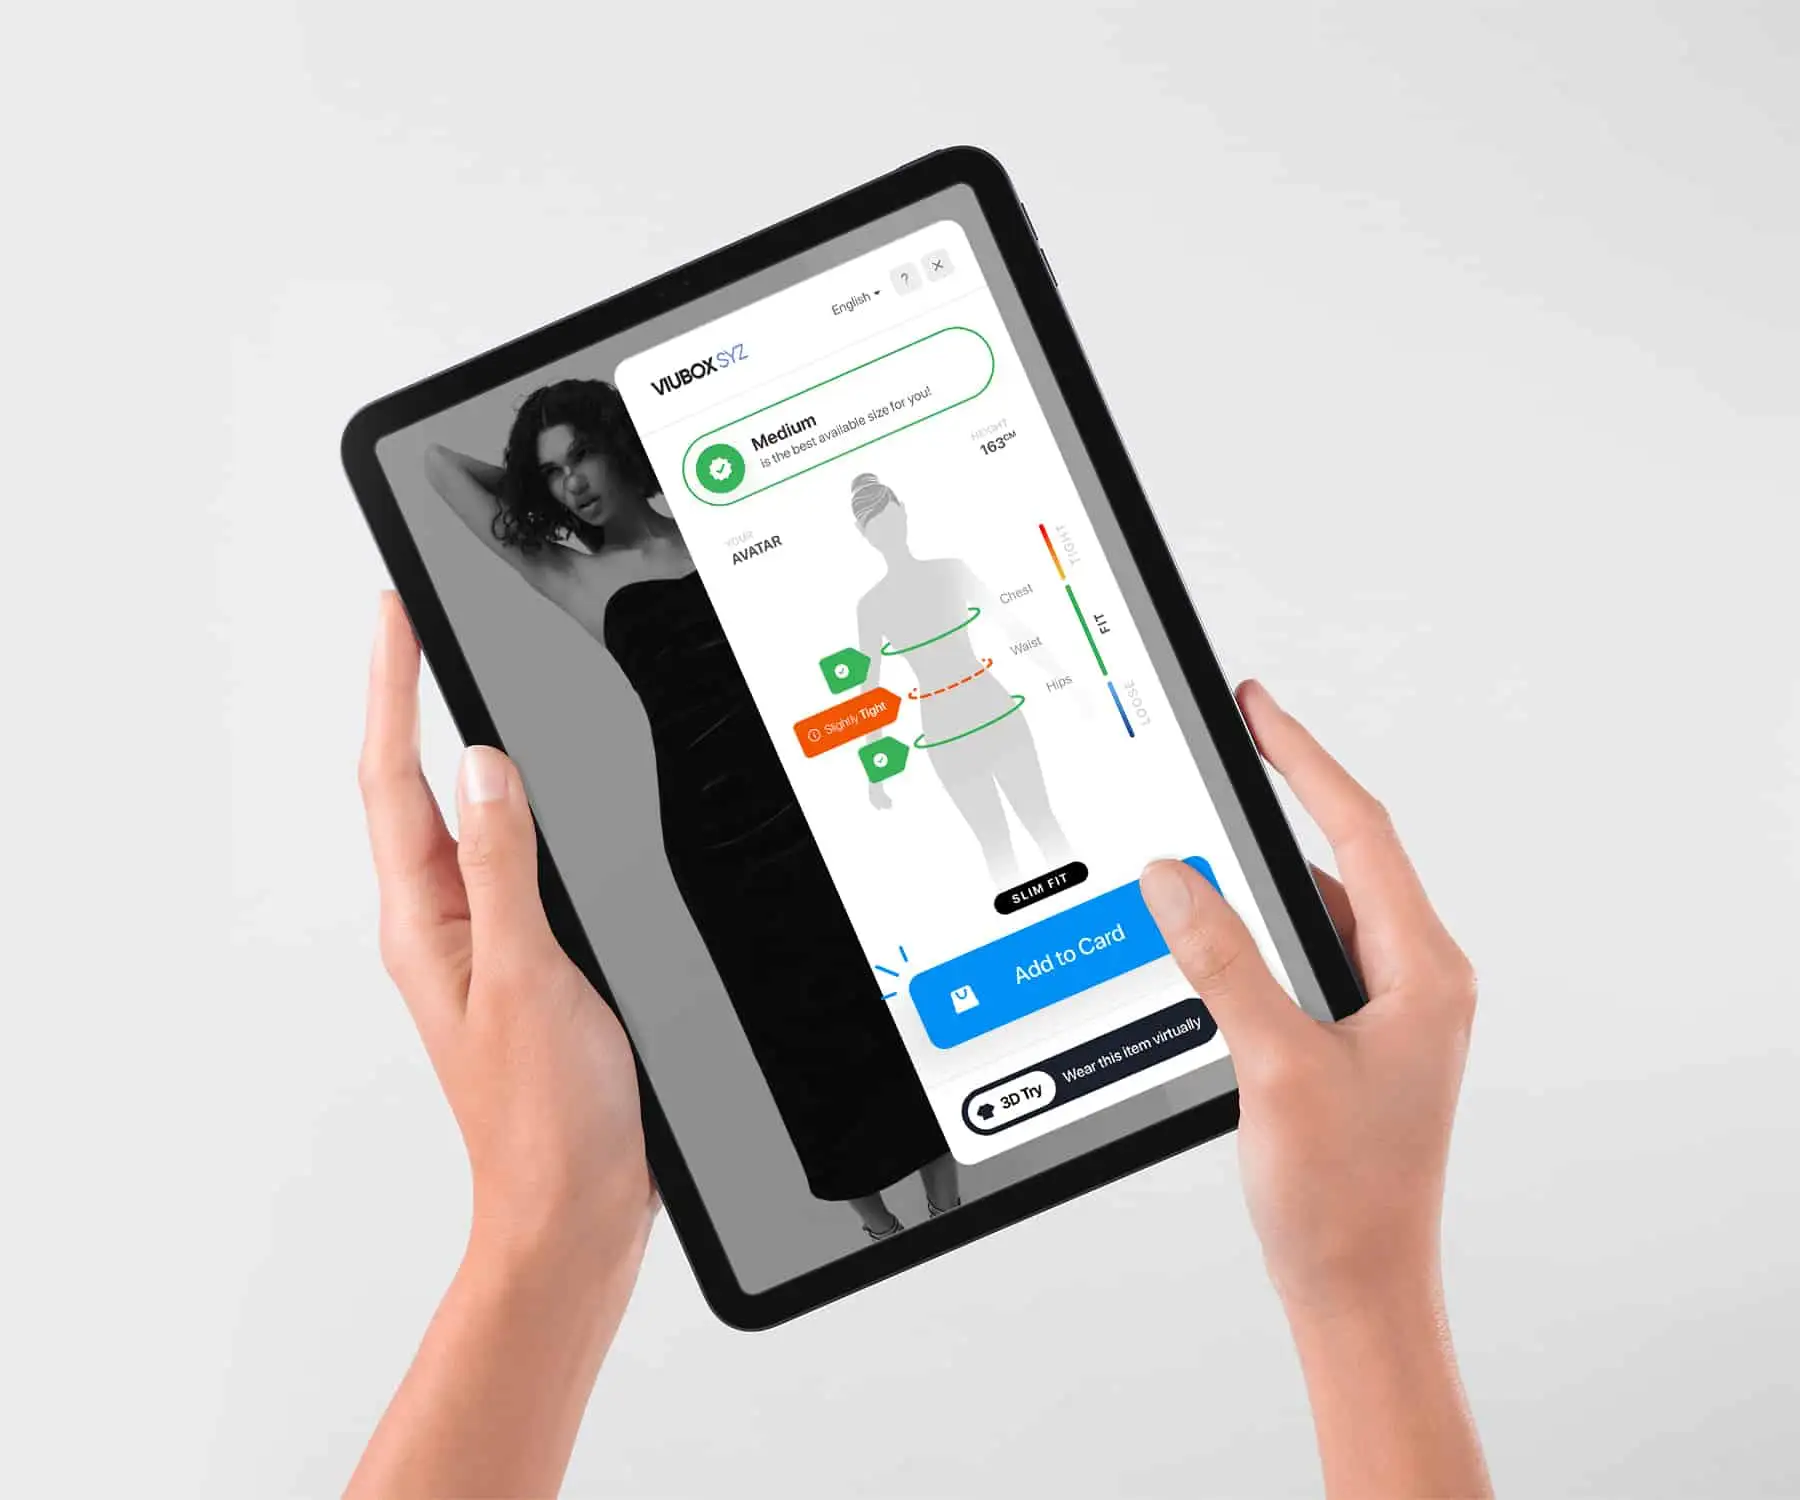 English
?
VIUBOX SYZ
Medium
is the best available size for you!
HEIGHT
163CM
YOUR
AVATAR
TIGHT
Chest
FIT
Waist
Hips
LOOSE
Slightly Tight
SLIM FIT
Add to Card
3D Try
Wear this item virtually